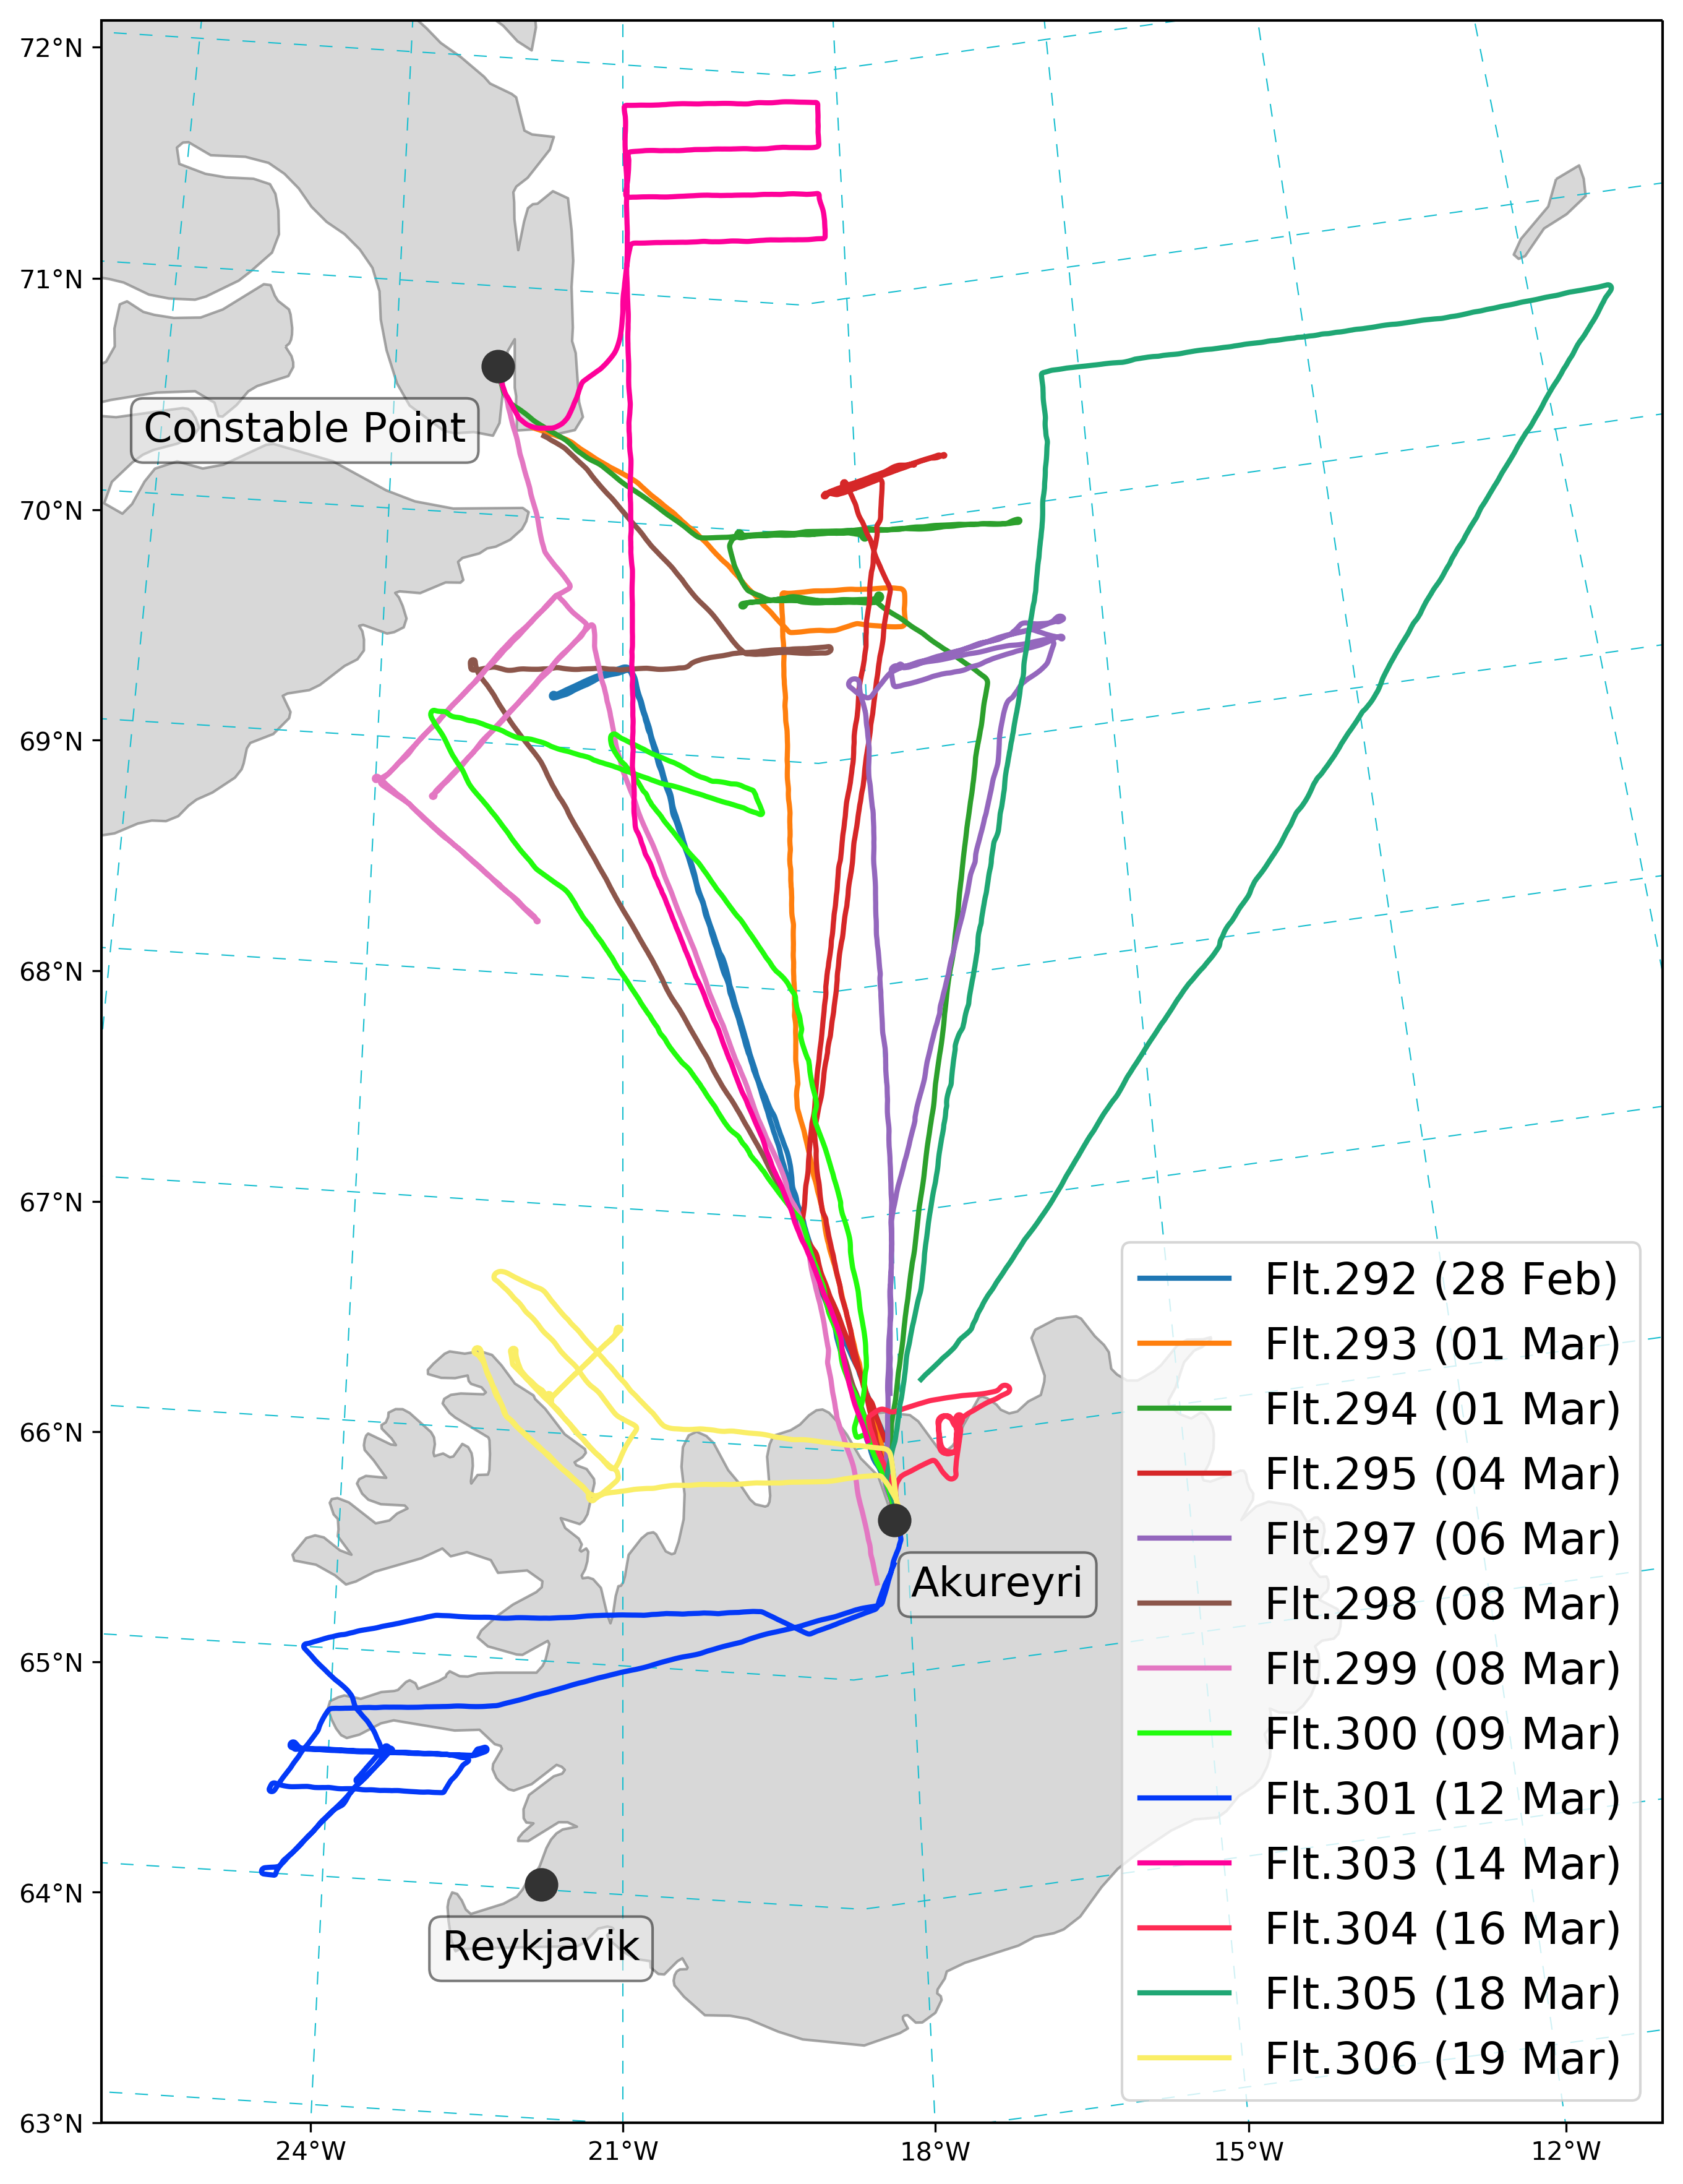 72°N
71°N
70°N
69°N
68°N
67°N
66°N
65°N
64°N
63°N
24°W
21°W
18°W
15°W
12°W
Constable Point
Akureyri
Reykjavik
Flt.292 (28 Feb)
Flt.293 (01 Mar)
Flt.294 (01 Mar)
Flt.295 (04 Mar)
Flt.297 (06 Mar)
Flt.298 (08 Mar)
Flt.299 (08 Mar)
Flt.300 (09 Mar)
Flt.301 (12 Mar)
Flt.303 (14 Mar)
Flt.304 (16 Mar)
Flt.305 (18 Mar)
Flt.306 (19 Mar)